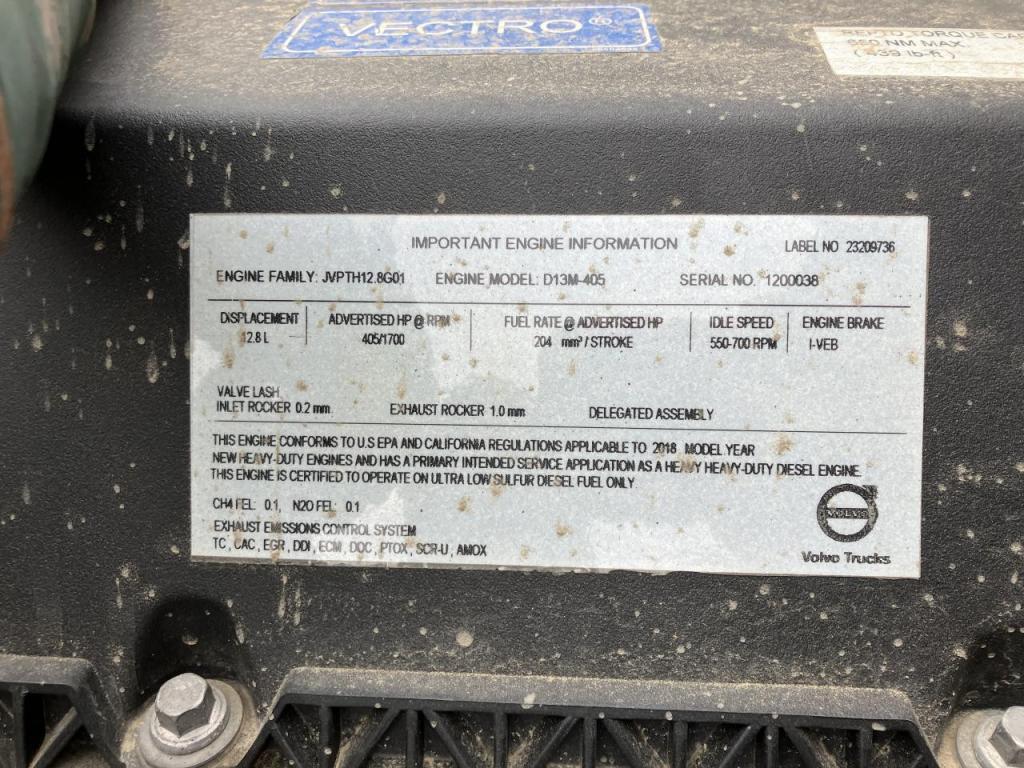 VECTRO®
REPTO TORQUE
650 NM MAX.
IMPORTANT ENGINE INFORMATION
LABEL NO 23209736
ENGINE FAMILY: JVPTH12.8G01 ENGINE MODEL: D13M-405 SERIAL NO. 1200038
DISPLACEMENT ADVERTISED HP @ RPM FUEL RATE @ ADVERTISED HP IDLE SPEED ENGINE BRAKE
12.8 L 405/1700 204 mm³ / STROKE 550-700 RPM I-VEB
VALVE LASH
INLET ROCKER 0.2 mm. EXHAUST ROCKER 1.0 mm DELEGATED ASSEMBLY
THIS ENGINE CONFORMS TO U.S EPA AND CALIFORNIA REGULATIONS APPLICABLE TO 2018 MODEL YEAR
NEW HEAVY-DUTY ENGINES AND HAS A PRIMARY INTENDED SERVICE APPLICATION AS A HEAVY HEAVY-DUTY DIESEL ENGINE.
THIS ENGINE IS CERTIFIED TO OPERATE ON ULTRA LOW SULFUR DIESEL FUEL ONLY.
CH4 FEL: 0.1, N2O FEL: 0.1
EXHAUST EMISSIONS CONTROL SYSTEM
TC, CAC, EGR, DDI, ECM, DOC, PTOX, SCR-U, AMOX
VOLVO
Volvo Trucks